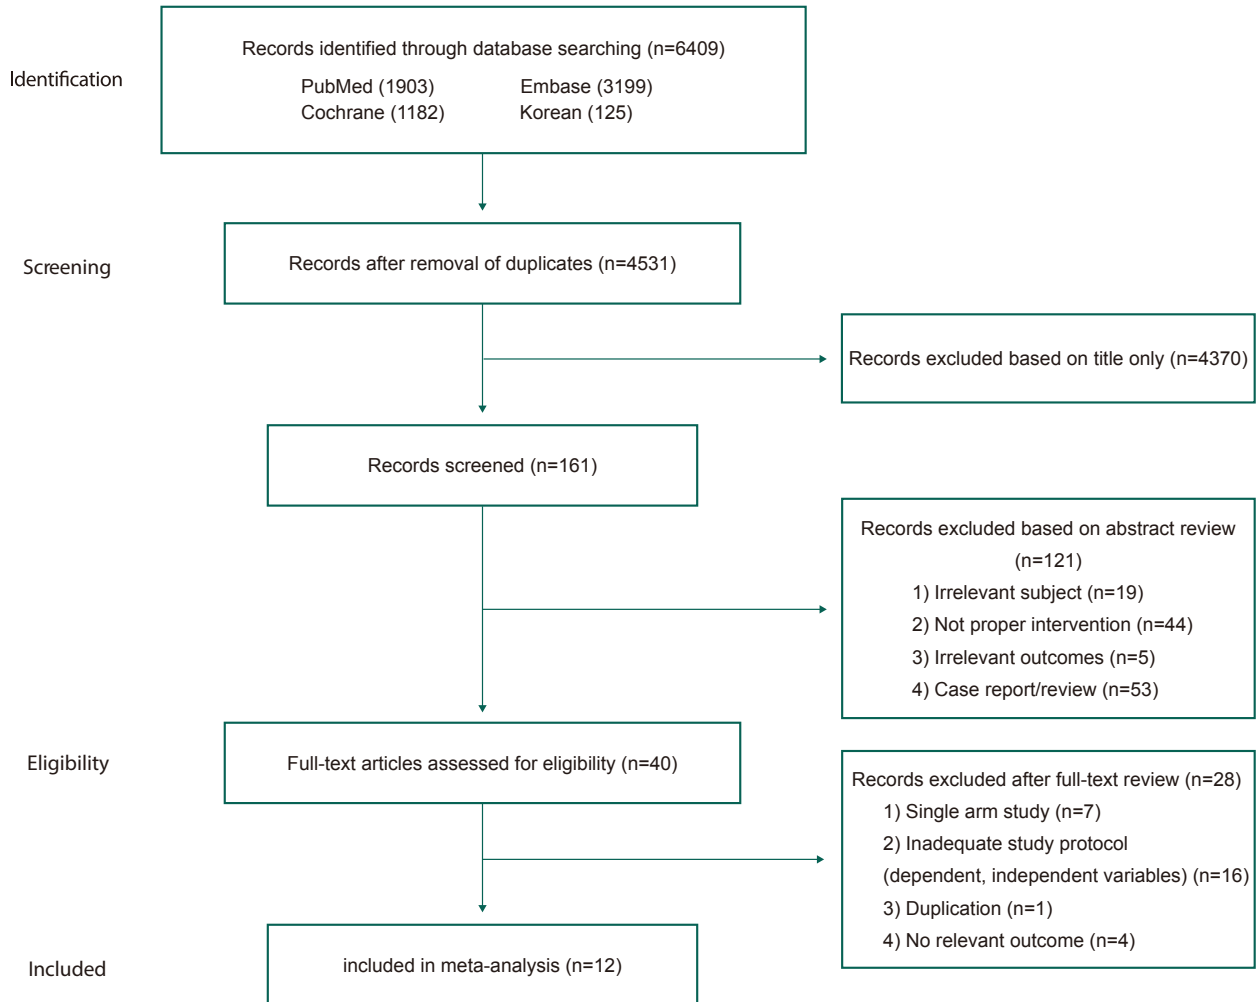 Identification
Records identified through database searching (n=6409)
PubMed (1903) Embase (3199)
Cochrane (1182) Korean (125)
Screening
Records after removal of duplicates (n=4531)
Records excluded based on title only (n=4370)
Records screened (n=161)
Records excluded based on abstract review
(n=121)
1) Irrelevant subject (n=19)
2) Not proper intervention (n=44)
3) Irrelevant outcomes (n=5)
4) Case report/review (n=53)
Eligibility
Full-text articles assessed for eligibility (n=40)
Records excluded after full-text review (n=28)
1) Single arm study (n=7)
2) Inadequate study protocol
(dependent, independent variables) (n=16)
3) Duplication (n=1)
4) No relevant outcome (n=4)
Included
included in meta-analysis (n=12)